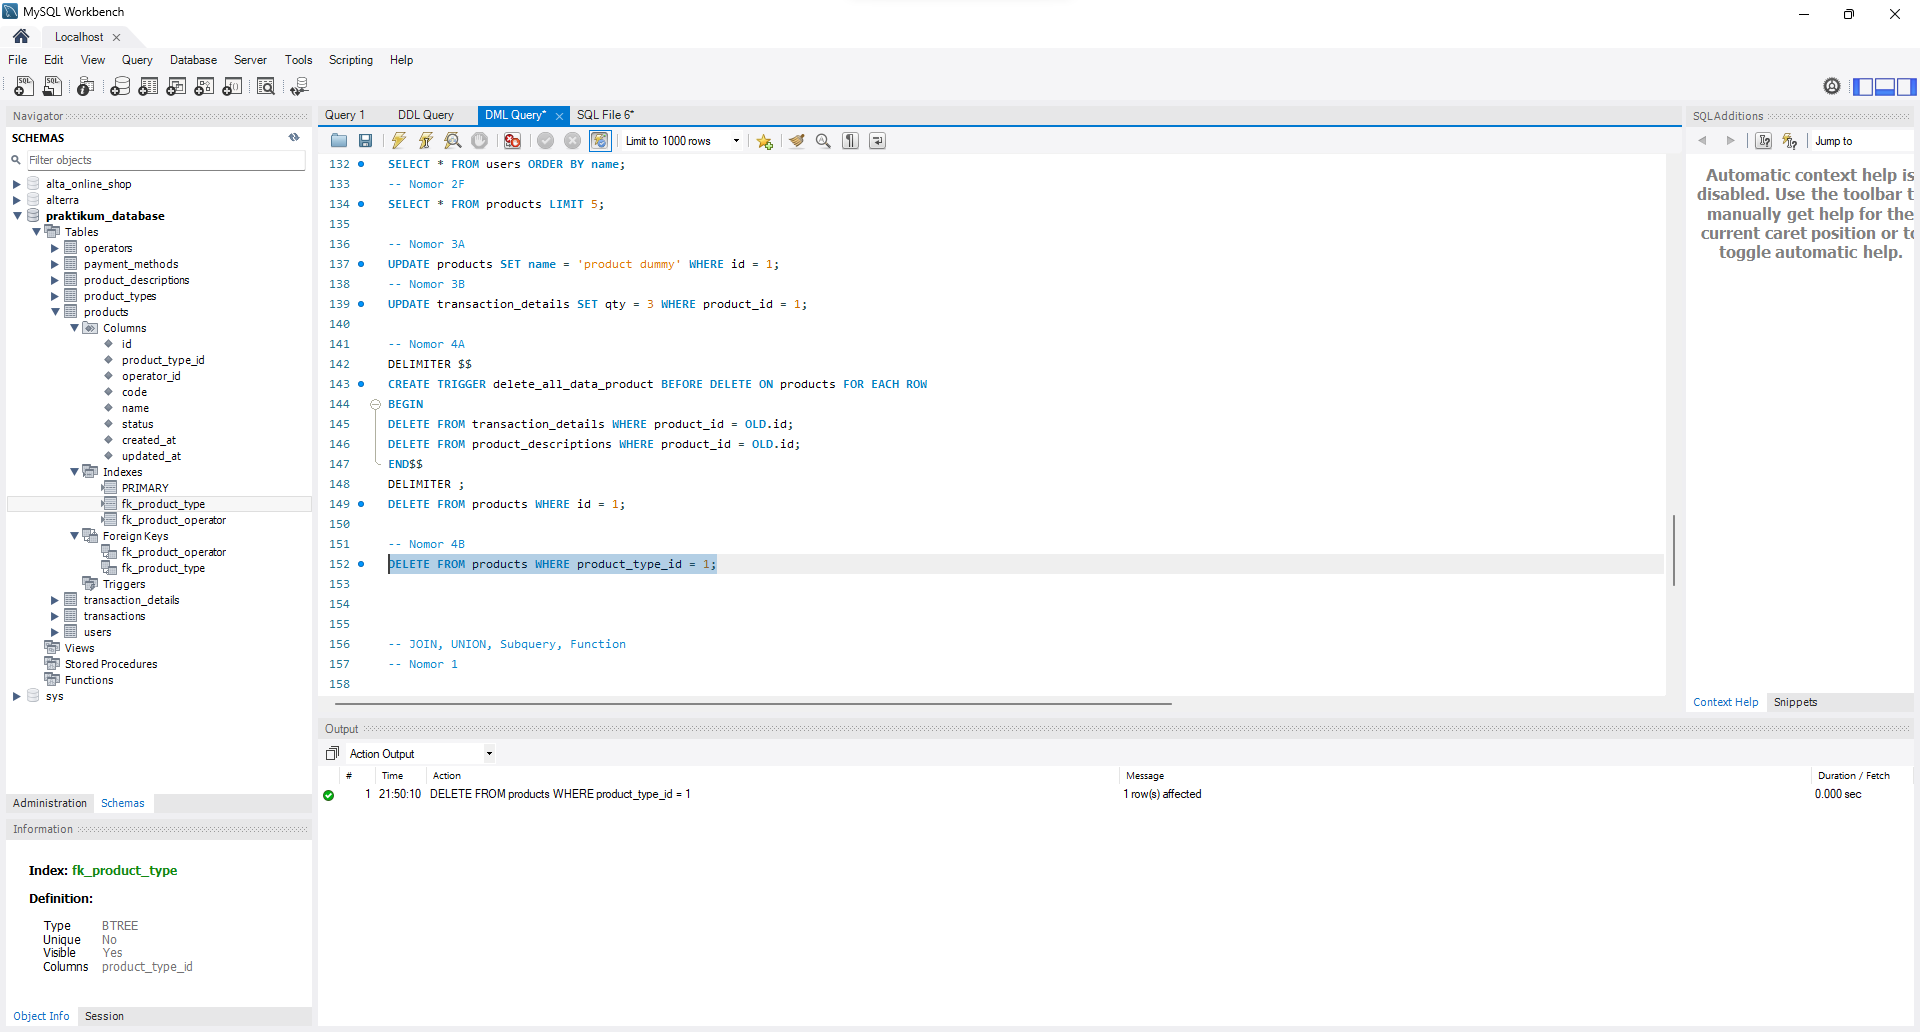 MySQL Workbench
Localhost
File Edit View Query Database Server Tools Scripting Help
Navigator
SCHEMAS
Filter objects
alta_online_shop
alterra
praktikum_database
Tables
operators
payment_methods
product_descriptions
product_types
products
Columns
id
product_type_id
operator_id
code
name
status
created_at
updated_at
Indexes
PRIMARY
fk_product_type
fk_product_operator
Foreign Keys
fk_product_operator
fk_product_type
Triggers
transaction_details
transactions
users
Views
Stored Procedures
Functions
sys
Administration Schemas
Information
Index: fk_product_type
Definition:
Type BTREE
Unique No
Visible Yes
Columns product_type_id
Object Info Session
Query 1 DDL Query DML Query* SQL File 6*
Limit to 1000 rows
132 SELECT * FROM users ORDER BY name;
133 -- Nomor 2F
134 SELECT * FROM products LIMIT 5;
135
136 -- Nomor 3A
137 UPDATE products SET name = 'product dummy' WHERE id = 1;
138 -- Nomor 3B
139 UPDATE transaction_details SET qty = 3 WHERE product_id = 1;
140
141 -- Nomor 4A
142 DELIMITER $$
143 CREATE TRIGGER delete_all_data_product BEFORE DELETE ON products FOR EACH ROW
144 BEGIN
145 DELETE FROM transaction_details WHERE product_id = OLD.id;
146 DELETE FROM product_descriptions WHERE product_id = OLD.id;
147 END$$
148 DELIMITER ;
149 DELETE FROM products WHERE id = 1;
150
151 -- Nomor 4B
152 DELETE FROM products WHERE product_type_id = 1;
153
154
155
156 -- JOIN, UNION, Subquery, Function
157 -- Nomor 1
158
Output
Action Output
# Time Action Message Duration / Fetch
1 21:50:10 DELETE FROM products WHERE product_type_id = 1 1 row(s) affected 0.000 sec
SQLAdditions
Jump to
Automatic context help is
disabled. Use the toolbar t
manually get help for the
current caret position or to
toggle automatic help.
Context Help Snippets